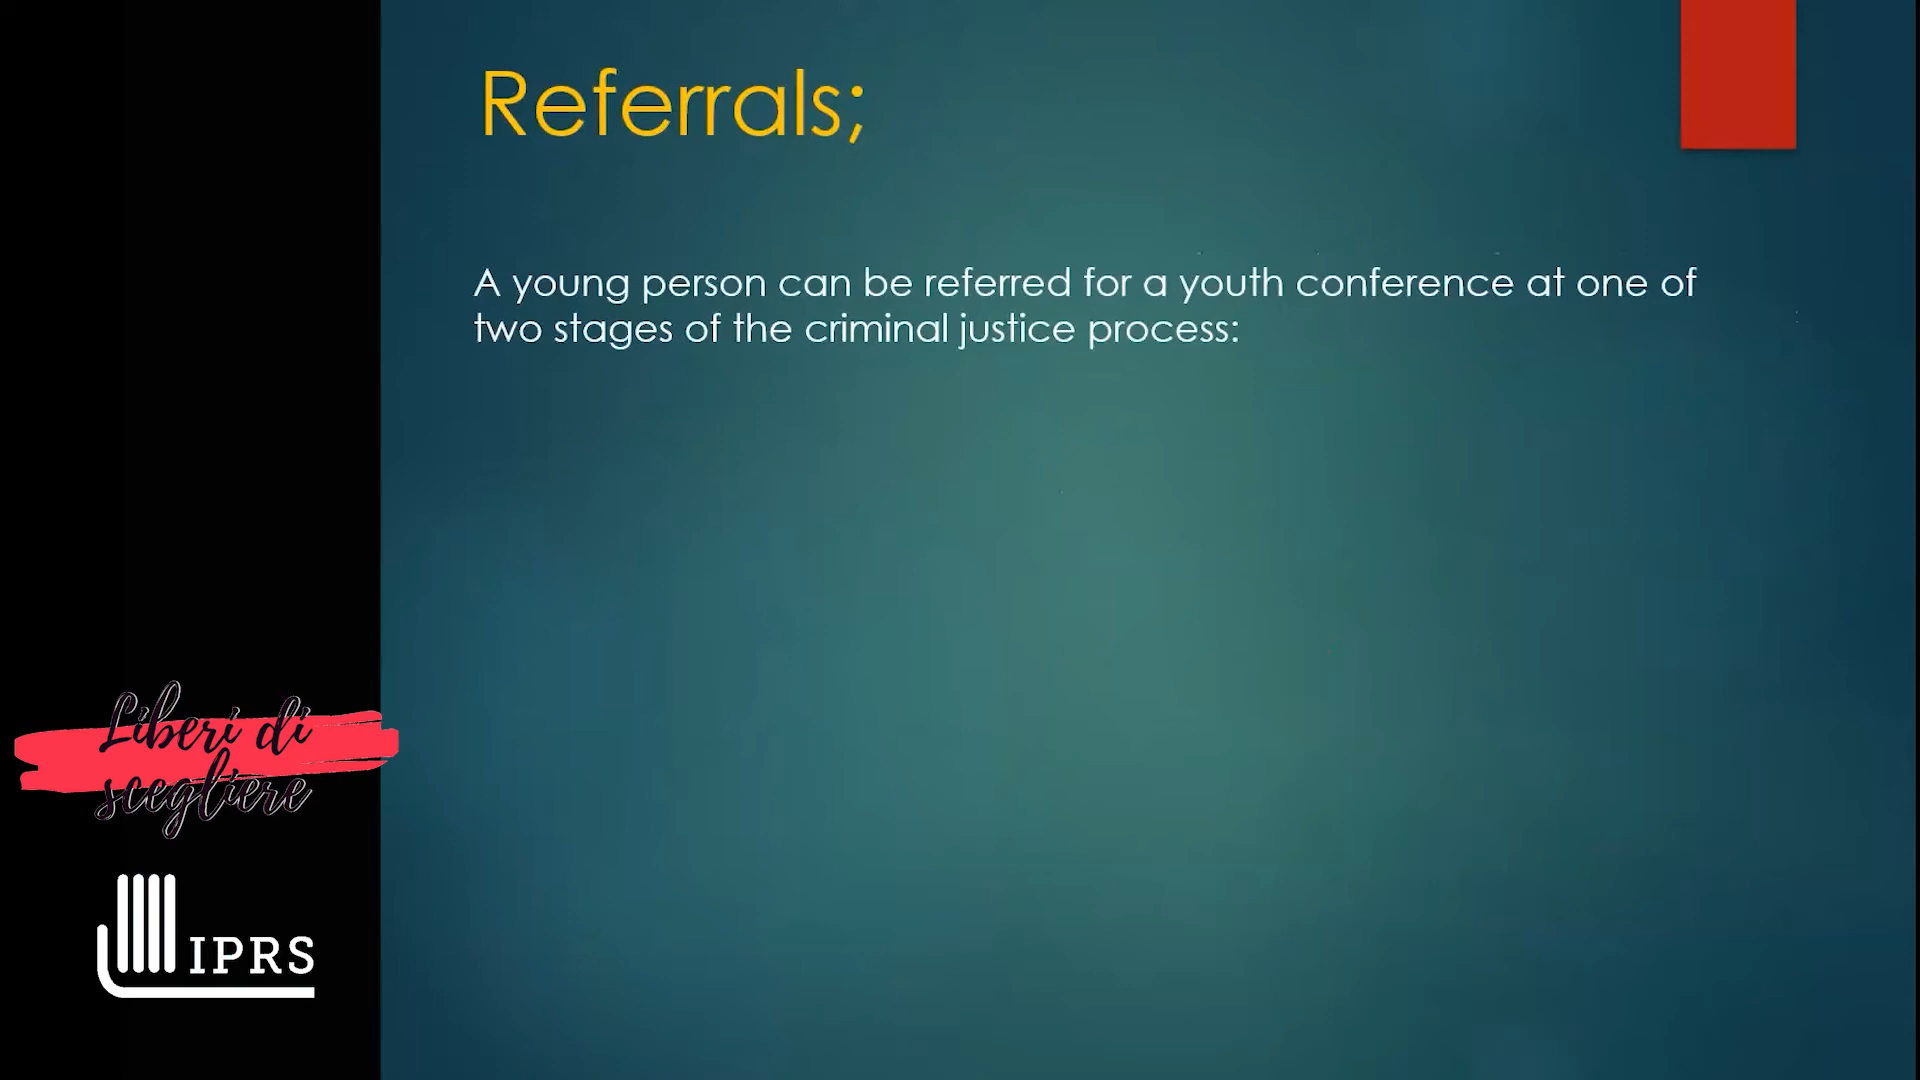 Referrals;
A young person can be referred for a youth conference at one of
two stages of the criminal justice process:
Liberi di
scegliere
IPRS